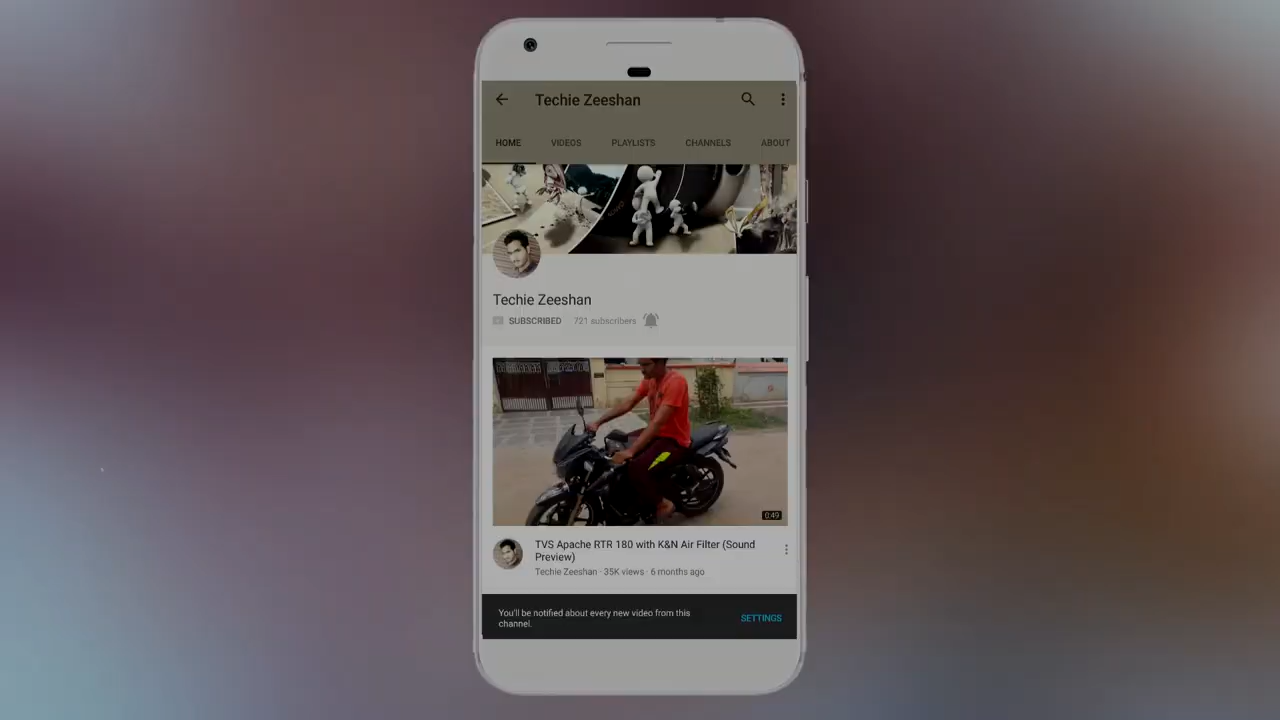 Techie Zeeshan
HOME VIDEOS PLAYLISTS CHANNELS ABOUT
Techie Zeeshan
SUBSCRIBED 721 subscribers
0:49
TVS Apache RTR 180 with K&N Air Filter (Sound
Preview)
Techie Zeeshan · 35K views · 6 months ago
You'll be notified about every new video from this
channel.
SETTINGS